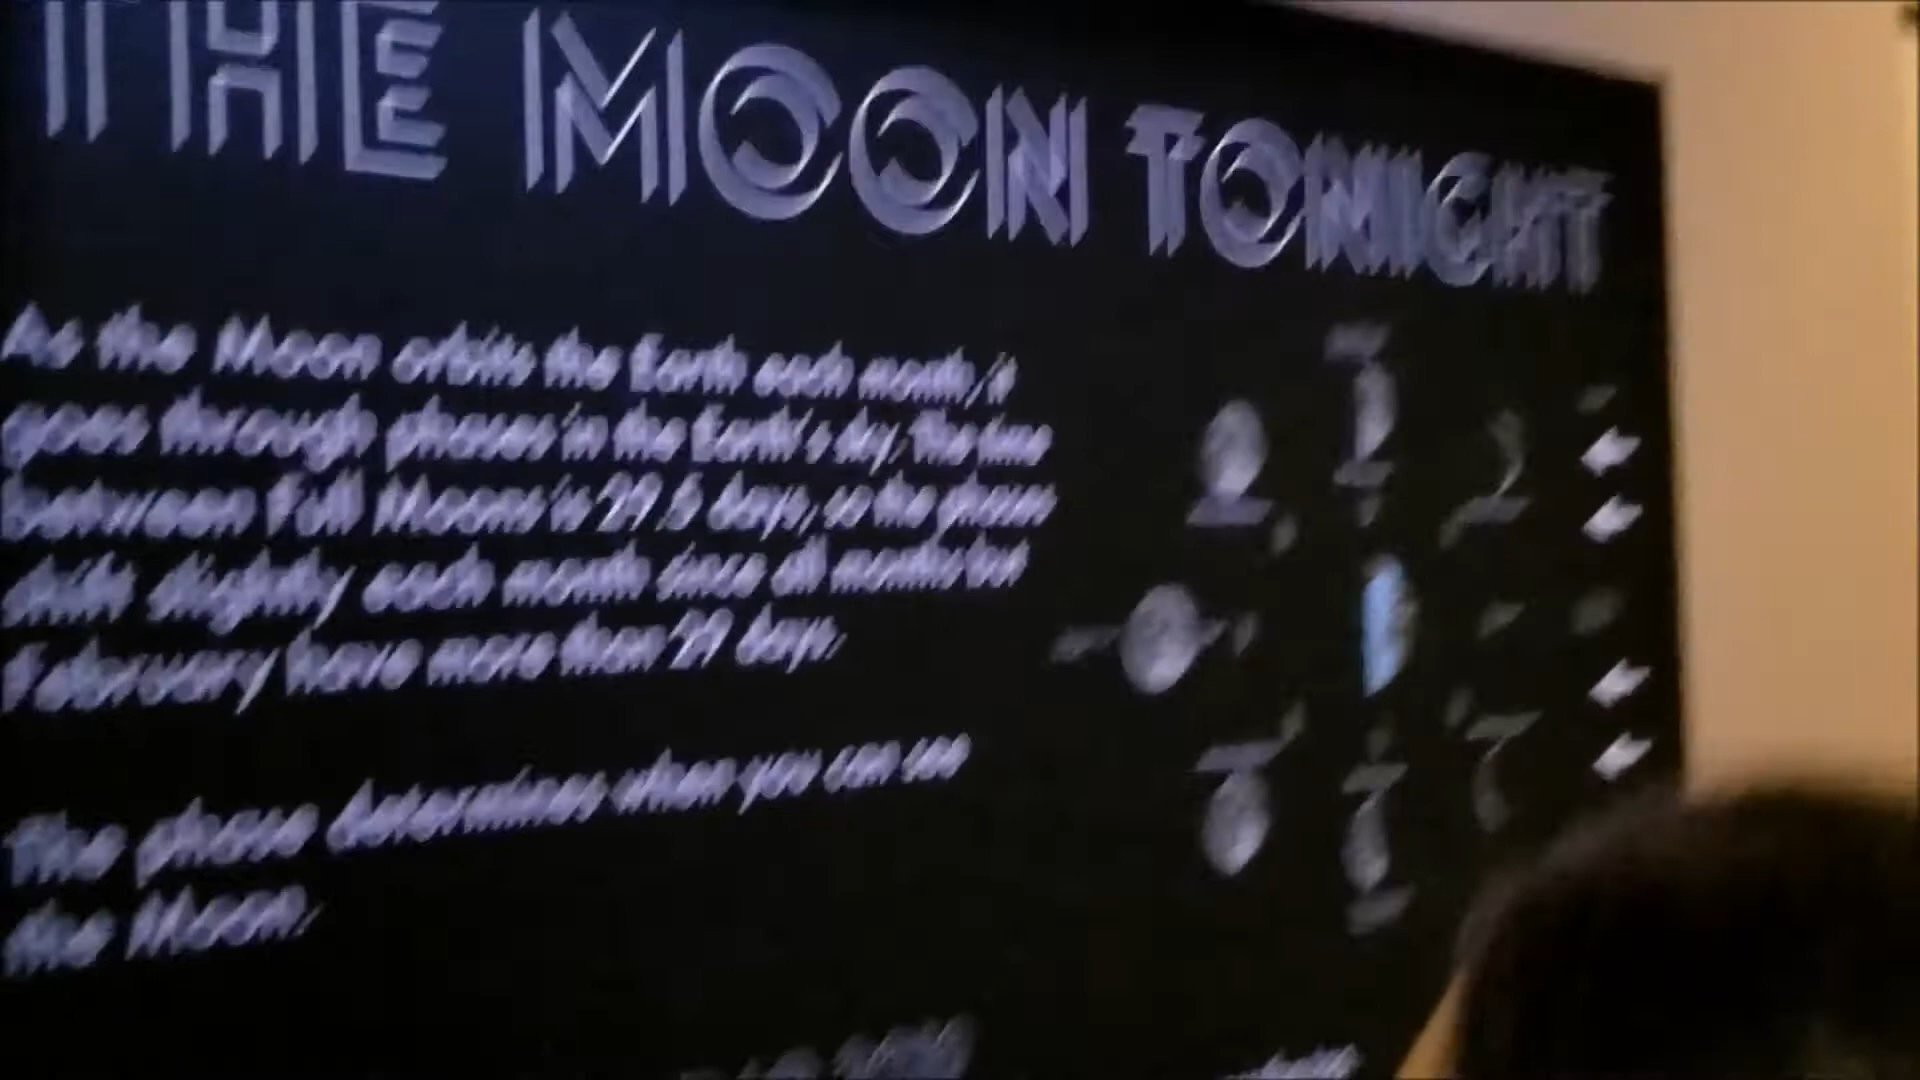 THE MOON TONIGHT
As the Moon orbits the Earth each month, it
goes through phases in the Earth's sky. The time
between Full Moons is 29.5 days, so the phases
shift slightly each month since all months but
February have more than 29 days.
The phase determines when you can see
the Moon.